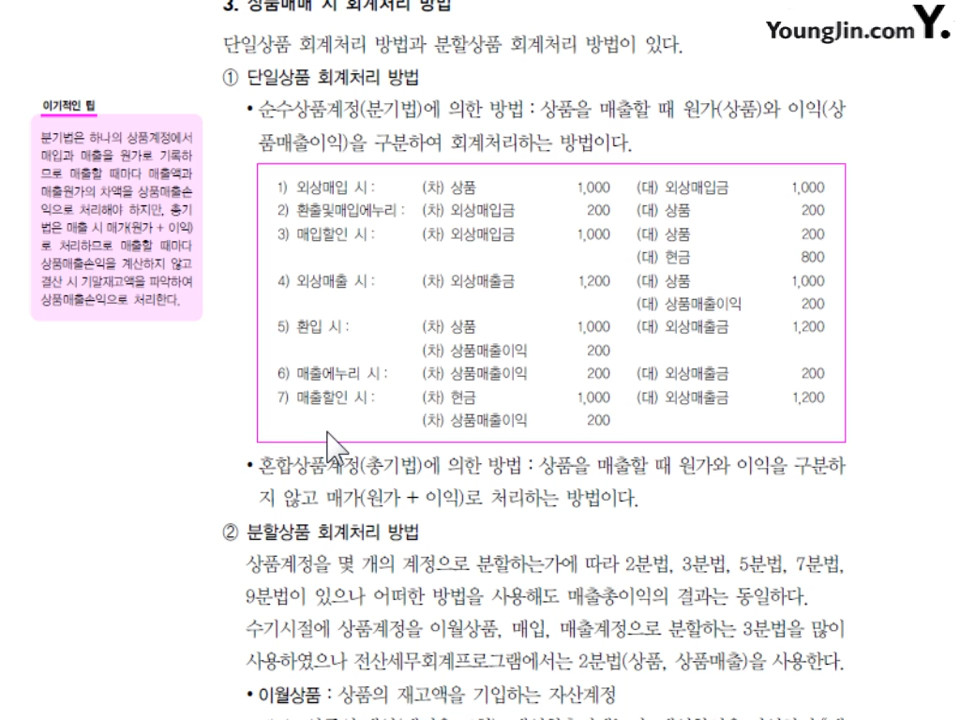 3. 상품매매 시 회계처리 방법
YoungJin.com Y.
단일상품 회계처리 방법과 분할상품 회계처리 방법이 있다.
① 단일상품 회계처리 방법
• 순수상품계정(분기법)에 의한 방법 : 상품을 매출할 때 원가(상품)와 이익(상
품매출이익)을 구분하여 회계처리하는 방법이다.
이기적인 팁
분기법은 하나의 상품계정에서
매입과 매출을 원가로 기록하
므로 매출할 때마다 매출액과
매출원가의 차액을 상품매출손
익으로 처리해야 하지만, 총기
법은 매출 시 매가(원가 + 이익)
로 처리하므로 매출할 때마다
상품매출손익을 계산하지 않고
결산 시 기말재고액을 파악하여
상품매출손익으로 처리한다.
1) 외상매입 시 : (차) 상품 1,000 (대) 외상매입금 1,000
2) 환출및매입에누리 : (차) 외상매입금 200 (대) 상품 200
3) 매입할인 시 : (차) 외상매입금 1,000 (대) 상품 200
(대) 현금 800
4) 외상매출 시 : (차) 외상매출금 1,200 (대) 상품 1,000
(대) 상품매출이익 200
5) 환입 시 : (차) 상품 1,000 (대) 외상매출금 1,200
(차) 상품매출이익 200
6) 매출에누리 시 : (차) 상품매출이익 200 (대) 외상매출금 200
7) 매출할인 시 : (차) 현금 1,000 (대) 외상매출금 1,200
(차) 상품매출이익 200
• 혼합상품계정(총기법)에 의한 방법 : 상품을 매출할 때 원가와 이익을 구분하
지 않고 매가(원가 + 이익)로 처리하는 방법이다.
② 분할상품 회계처리 방법
상품계정을 몇 개의 계정으로 분할하는가에 따라 2분법, 3분법, 5분법, 7분법,
9분법이 있으나 어떠한 방법을 사용해도 매출총이익의 결과는 동일하다.
수기시절에 상품계정을 이월상품, 매입, 매출계정으로 분할하는 3분법을 많이
사용하였으나 전산세무회계프로그램에서는 2분법(상품, 상품매출)을 사용한다.
• 이월상품 : 상품의 재고액을 기입하는 자산계정